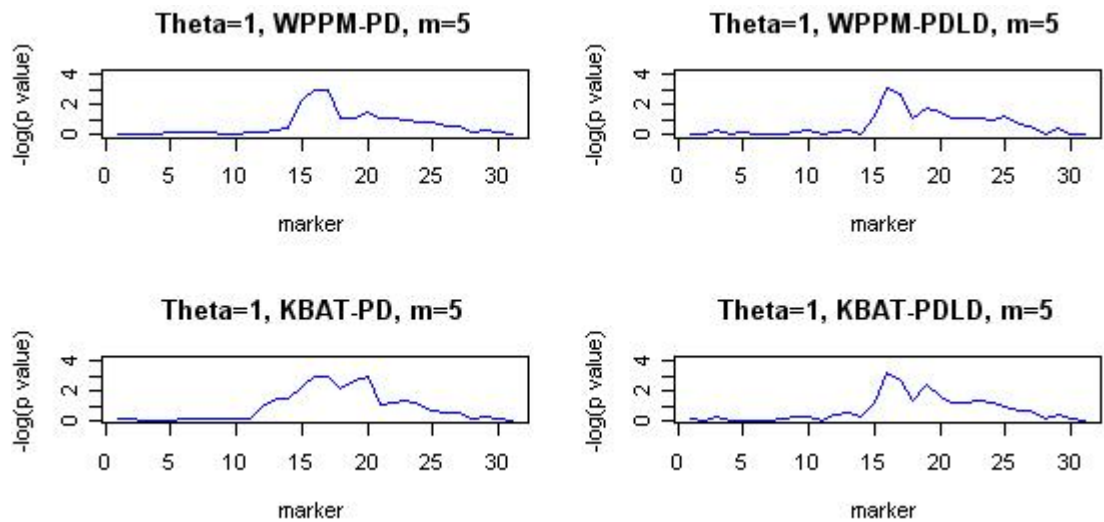 Theta=1, WPPM-PD, m=5
-log(p value)
4
2
0
0 5 10 15 20 25 30
marker
Theta=1, WPPM-PDLD, m=5
-log(p value)
4
2
0
0 5 10 15 20 25 30
marker
Theta=1, KBAT-PD, m=5
-log(p value)
4
2
0
0 5 10 15 20 25 30
marker
Theta=1, KBAT-PDLD, m=5
-log(p value)
4
2
0
0 5 10 15 20 25 30
marker